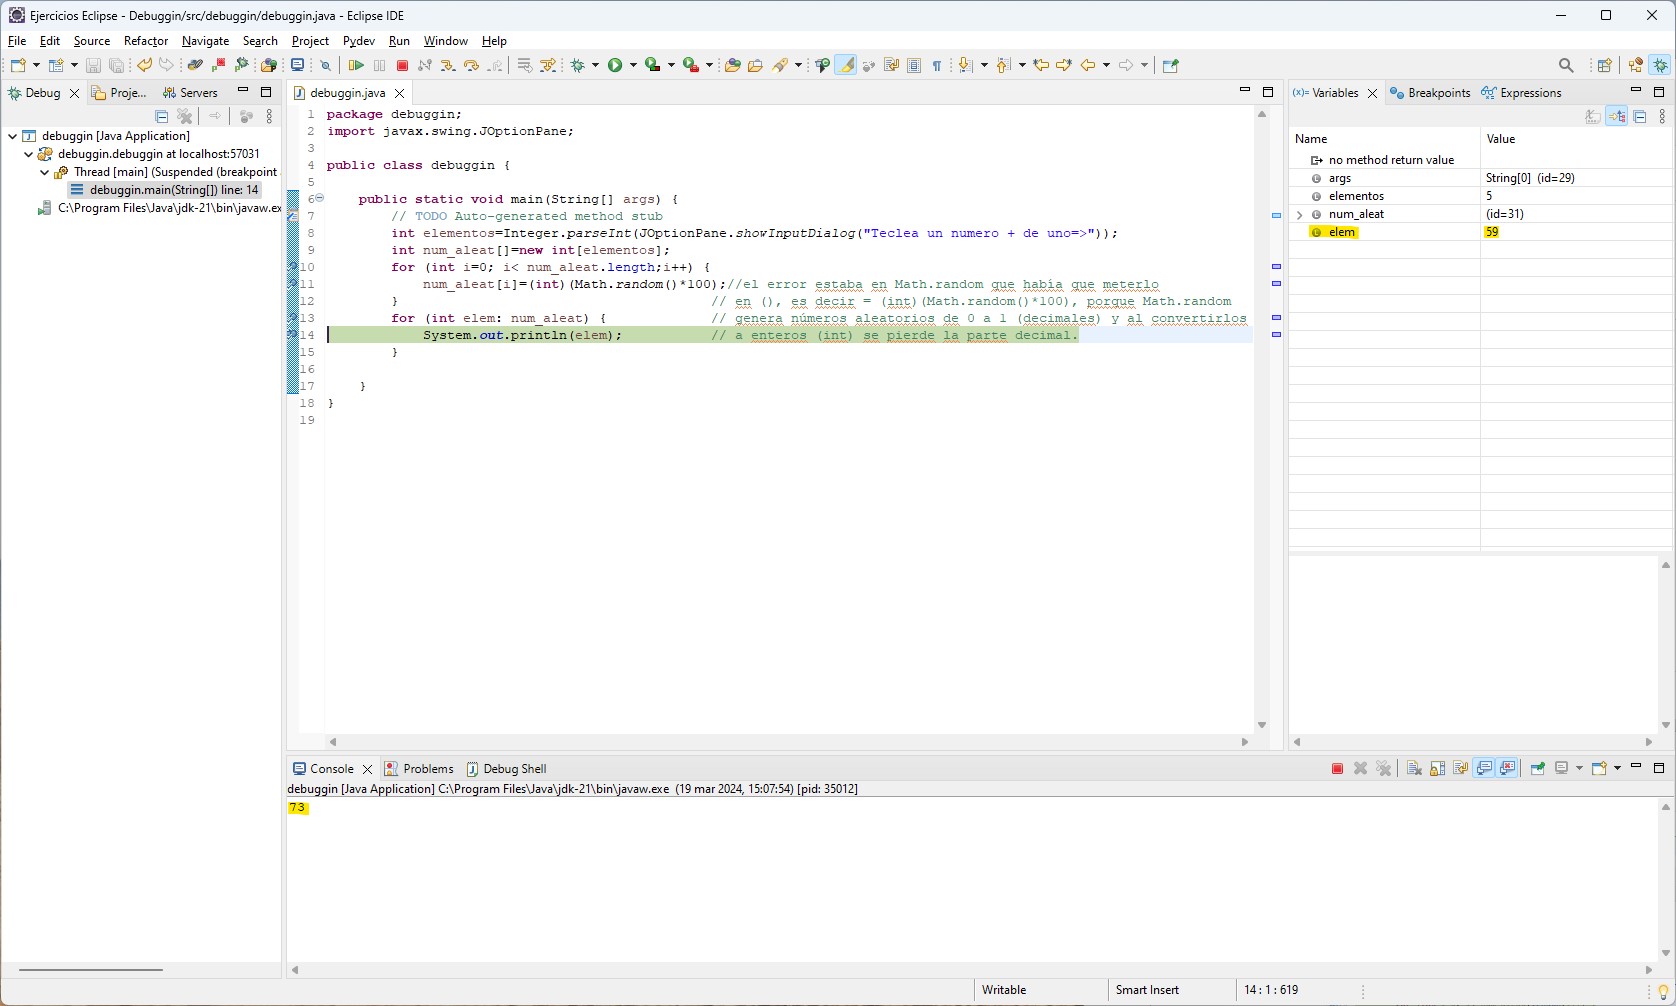 Ejercicios Eclipse - Debuggin/src/debuggin/debuggin.java - Eclipse IDE
File Edit Source Refactor Navigate Search Project Pydev Run Window Help
Debug Proje... Servers
debuggin [Java Application]
debuggin.debuggin at localhost:57031
Thread [main] (Suspended (breakpoint
debuggin.main(String[]) line: 14
C:\Program Files\Java\jdk-21\bin\javaw.ex
debuggin.java
1 package debuggin;
2 import javax.swing.JOptionPane;
3
4 public class debuggin {
5
6 public static void main(String[] args) {
7 // TODO Auto-generated method stub
8 int elementos=Integer.parseInt(JOptionPane.showInputDialog("Teclea un numero + de uno=>"));
9 int num_aleat[]=new int[elementos];
10 for (int i=0; i< num_aleat.length;i++) {
11 num_aleat[i]=(int)(Math.random()*100);//el error estaba en Math.random que había que meterlo
12 } // en (), es decir = (int)(Math.random()*100), porque Math.random
13 for (int elem: num_aleat) { // genera números aleatorios de 0 a 1 (decimales) y al convertirlos
14 System.out.println(elem); // a enteros (int) se pierde la parte decimal.
15 }
16
17 }
18 }
19
Variables Breakpoints Expressions
Name Value
no method return value
args String[0] (id=29)
elementos 5
num_aleat (id=31)
elem 59
Console Problems Debug Shell
debuggin [Java Application] C:\Program Files\Java\jdk-21\bin\javaw.exe (19 mar 2024, 15:07:54) [pid: 35012]
73
Writable Smart Insert 14 : 1 : 619